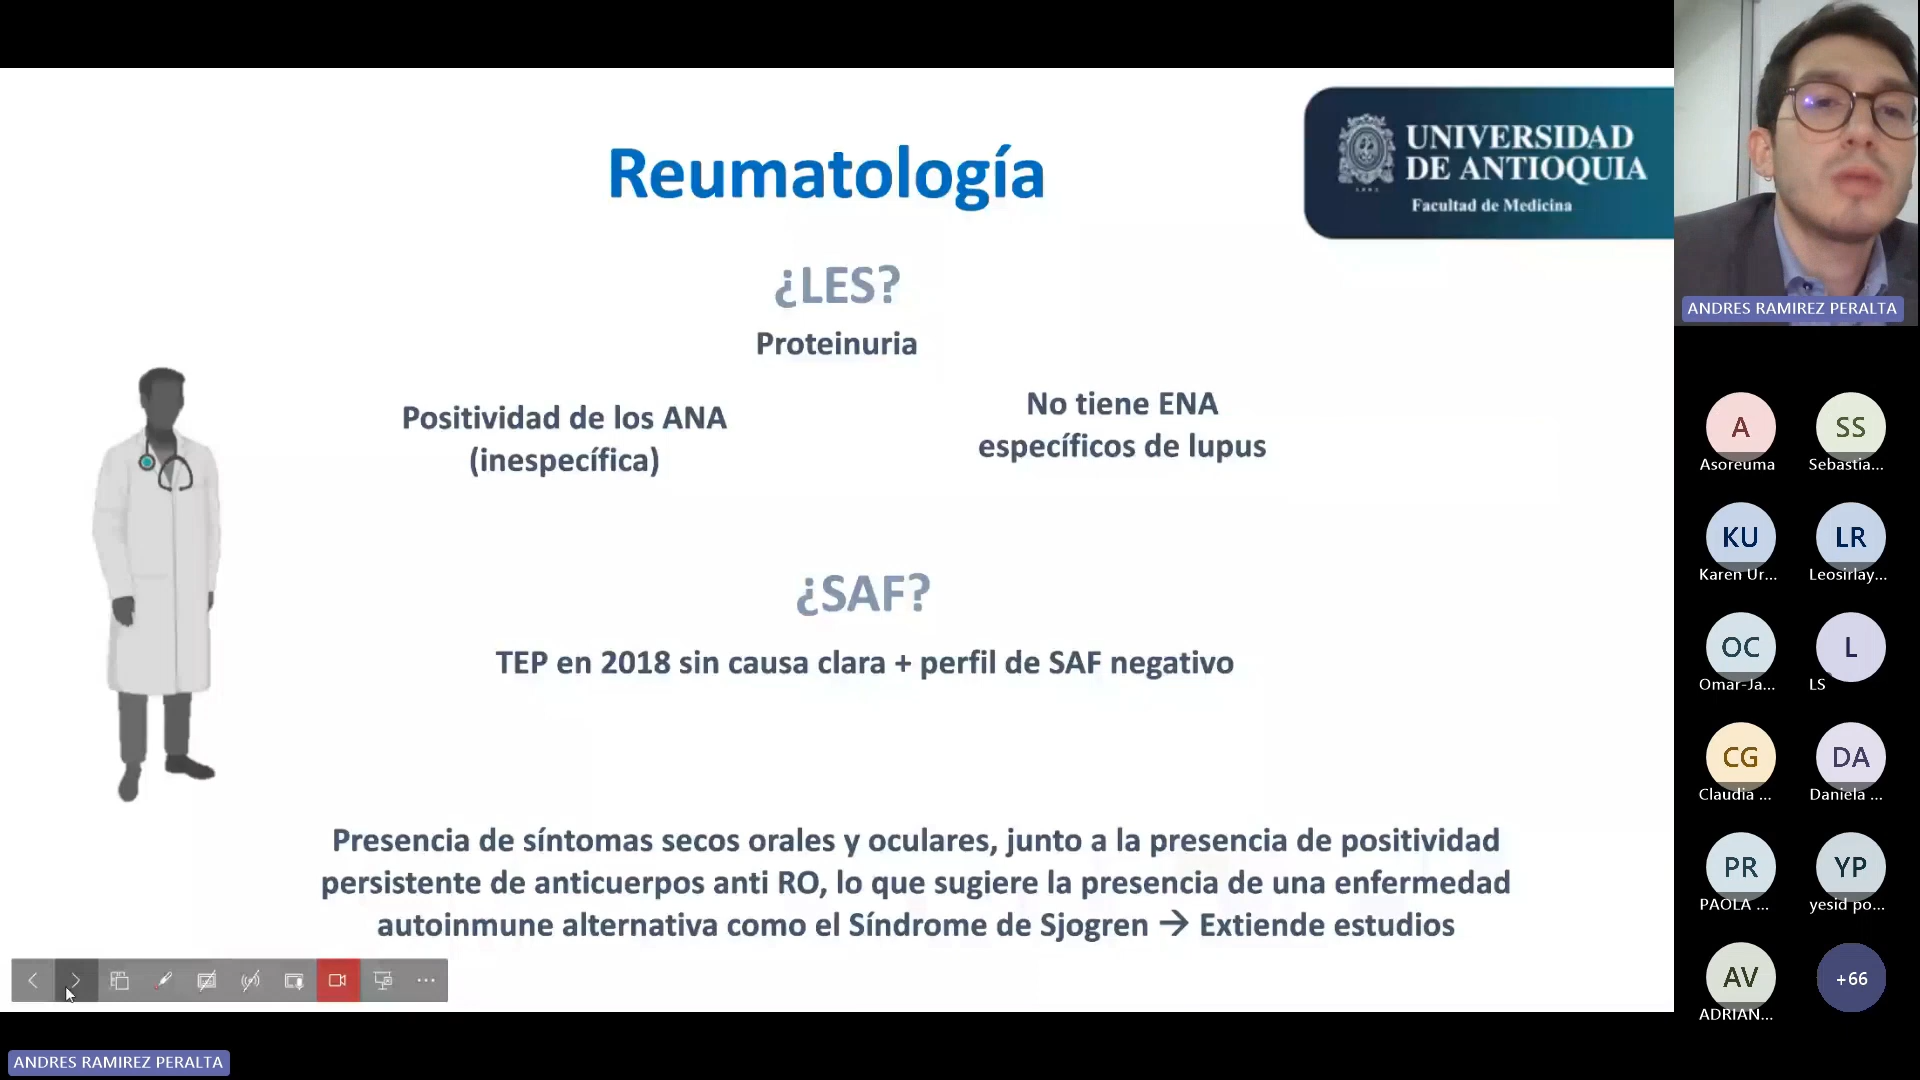 Reumatología
UNIVERSIDAD
DE ANTIOQUIA
Facultad de Medicina
¿LES?
Proteinuria
Positividad de los ANA
(inespecífica)
No tiene ENA
específicos de lupus
¿SAF?
TEP en 2018 sin causa clara + perfil de SAF negativo
Presencia de síntomas secos orales y oculares, junto a la presencia de positividad
persistente de anticuerpos anti RO, lo que sugiere la presencia de una enfermedad
autoinmune alternativa como el Síndrome de Sjogren → Extiende estudios
ANDRES RAMIREZ PERALTA
A
Asoreuma
SS
Sebastia...
KU
Karen Ur...
LR
Leosirlay...
OC
Omar-Ja...
L
LS
CG
Claudia ...
DA
Daniela ...
PR
PAOLA ...
YP
yesid po...
AV
ADRIAN...
+66
ANDRES RAMIREZ PERALTA